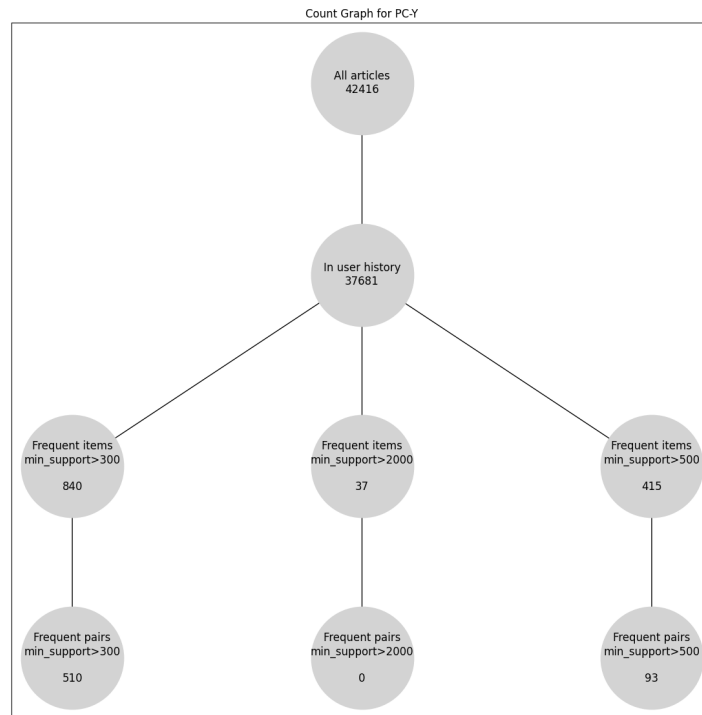 Count Graph for PC-Y
All articles
42416
In user history
37681
Frequent items
min_support>300
840
Frequent items
min_support>2000
37
Frequent items
min_support>500
415
Frequent pairs
min_support>300
510
Frequent pairs
min_support>2000
0
Frequent pairs
min_support>500
93